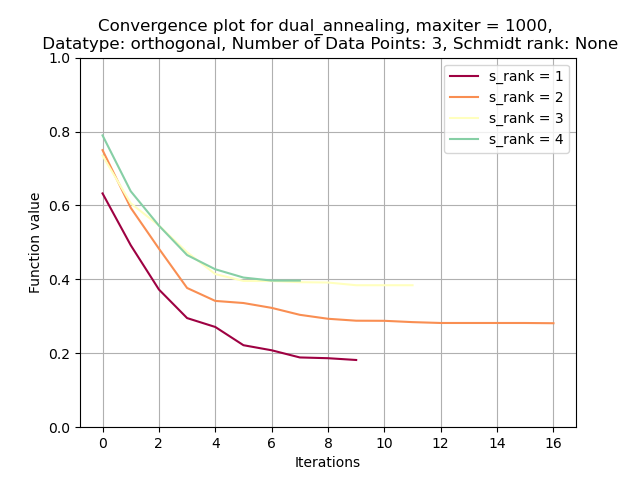 Convergence plot for dual_annealing, maxiter = 1000,
Datatype: orthogonal, Number of Data Points: 3, Schmidt rank: None
s_rank = 1
s_rank = 2
s_rank = 3
s_rank = 4
Function value
1.0
0.8
0.6
0.4
0.2
0.0
0 2 4 6 8 10 12 14 16
Iterations